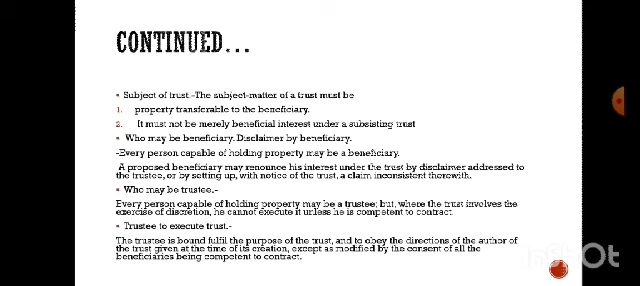 CONTINUED...
▪ Subject of trust.-The subject-matter of a trust must be
1. property transferable to the beneficiary.
2. It must not be merely beneficial interest under a subsisting trust
▪ Who may be beneficiary. Disclaimer by beneficiary.
-Every person capable of holding property may be a beneficiary.
A proposed beneficiary may renounce his interest under the trust by disclaimer addressed to
the trustee, or by setting up, with notice of the trust, a claim inconsistent therewith.
▪ Who may be trustee.-
Every person capable of holding property may be a trustee; but, where the trust involves the
exercise of discretion, he cannot execute it unless he is competent to contract.
▪ Trustee to execute trust.-
The trustee is bound fulfil the purpose of the trust, and to obey the directions of the author of
the trust given at the time of its creation, except as modified by the consent of all the
beneficiaries being competent to contract.